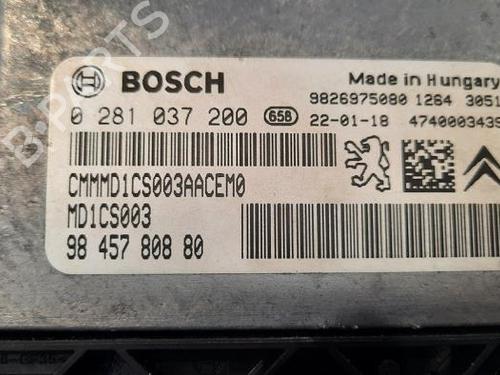 BOSCH
Made in Hungary
9826975080 1264 3051
0 281 037 200 658 22-01-18 4740003439
CMMMD1CS003AACEM0
MD1CS003
98 457 808 80
B-PARTS